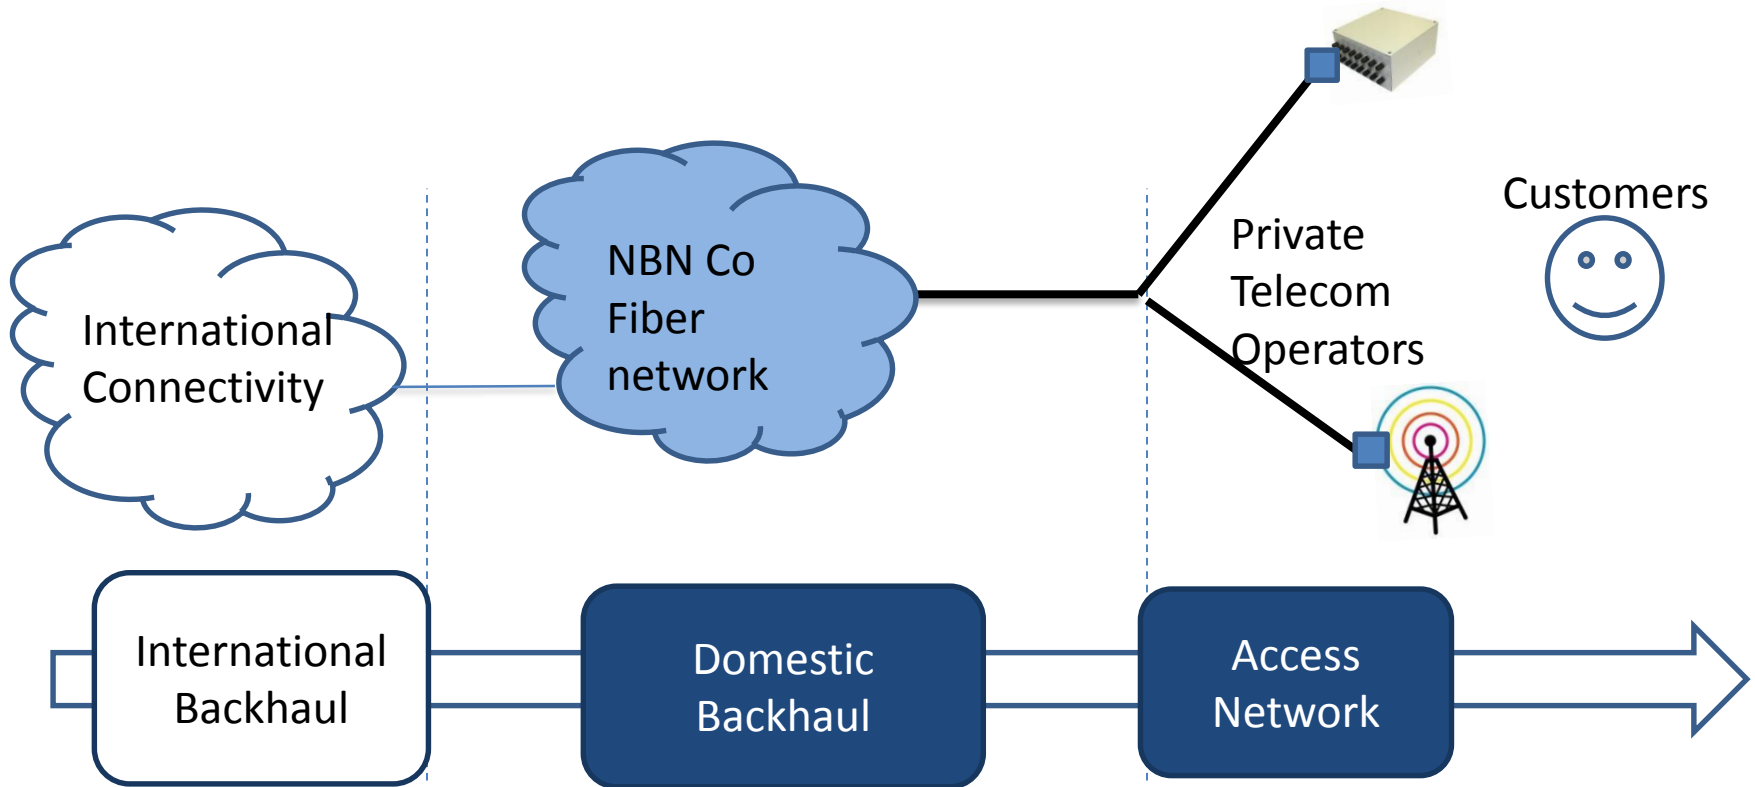 Customers
Private
Telecom
Operators
NBN Co
Fiber
network
International
Connectivity
International
Backhaul
Domestic
Backhaul
Access
Network